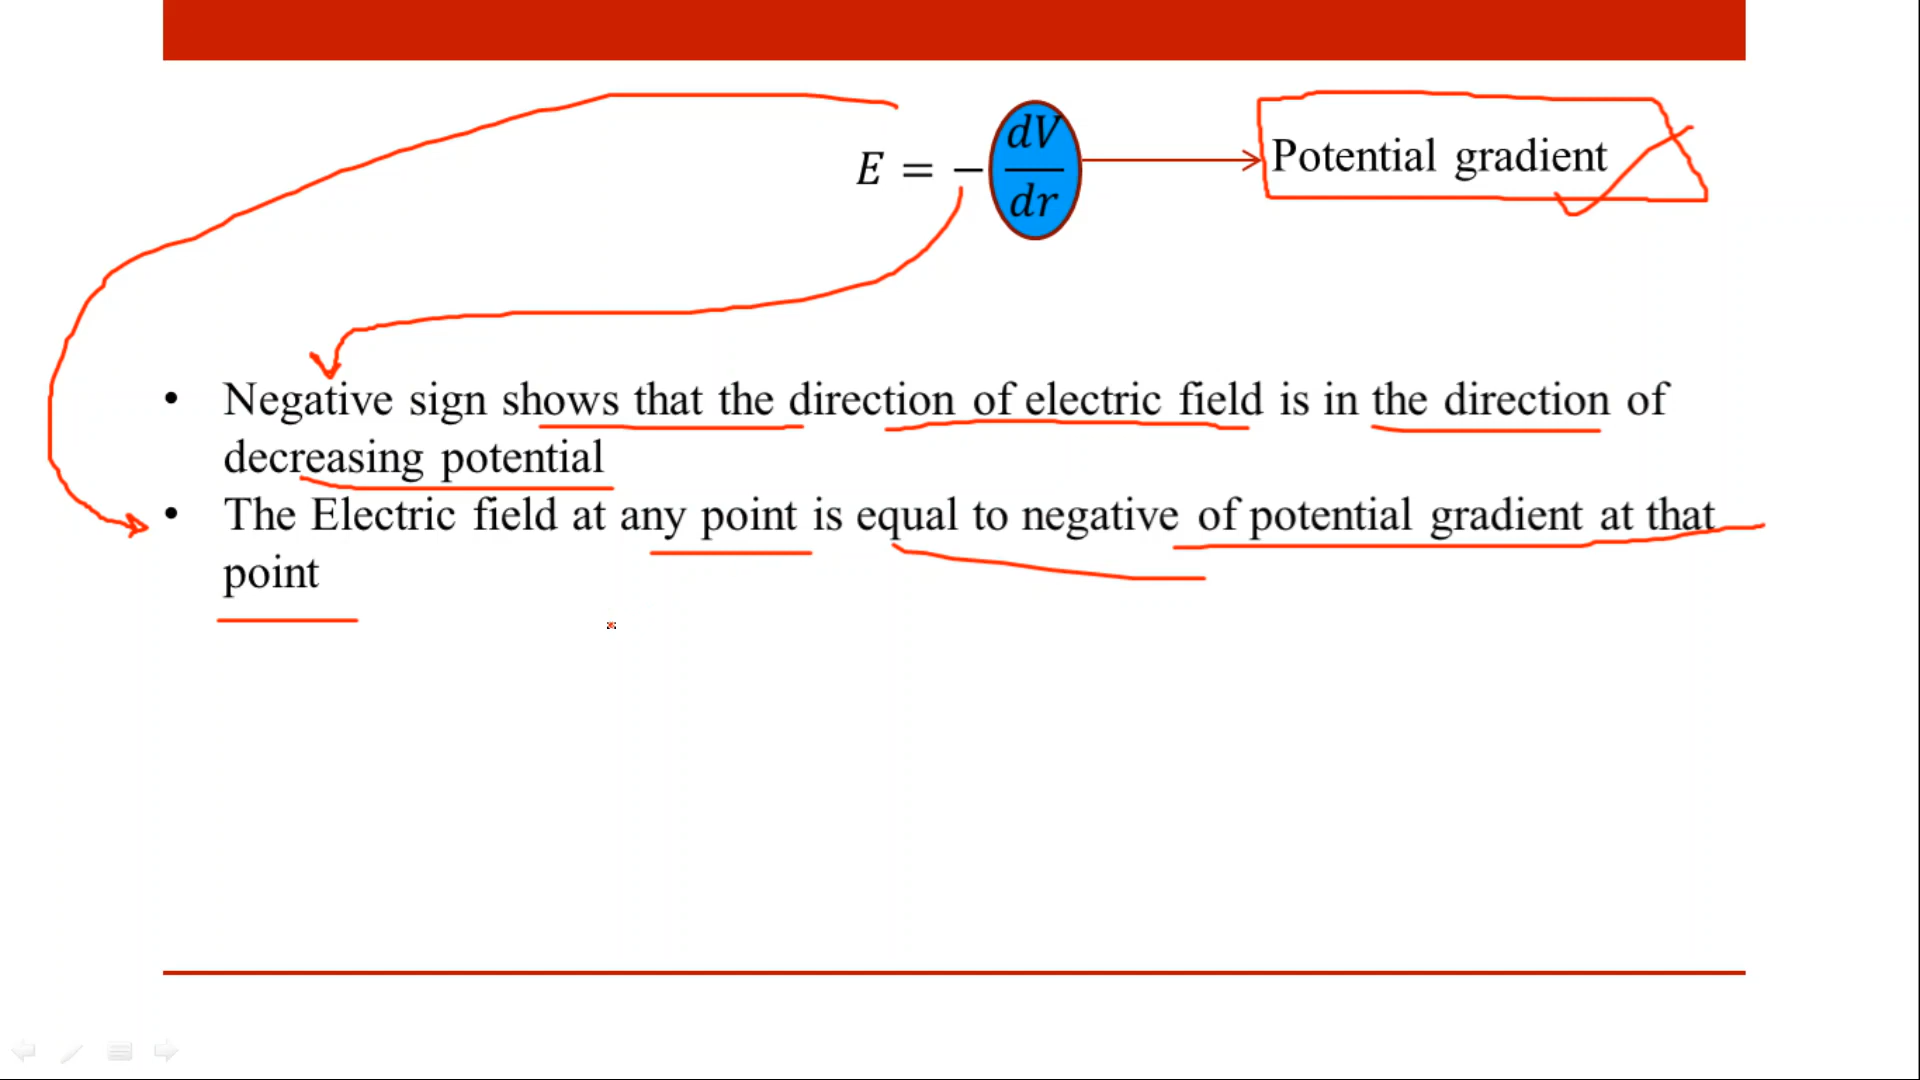 E = − dV/dr Potential gradient
• Negative sign shows that the direction of electric field is in the direction of
decreasing potential
• The Electric field at any point is equal to negative of potential gradient at that
point